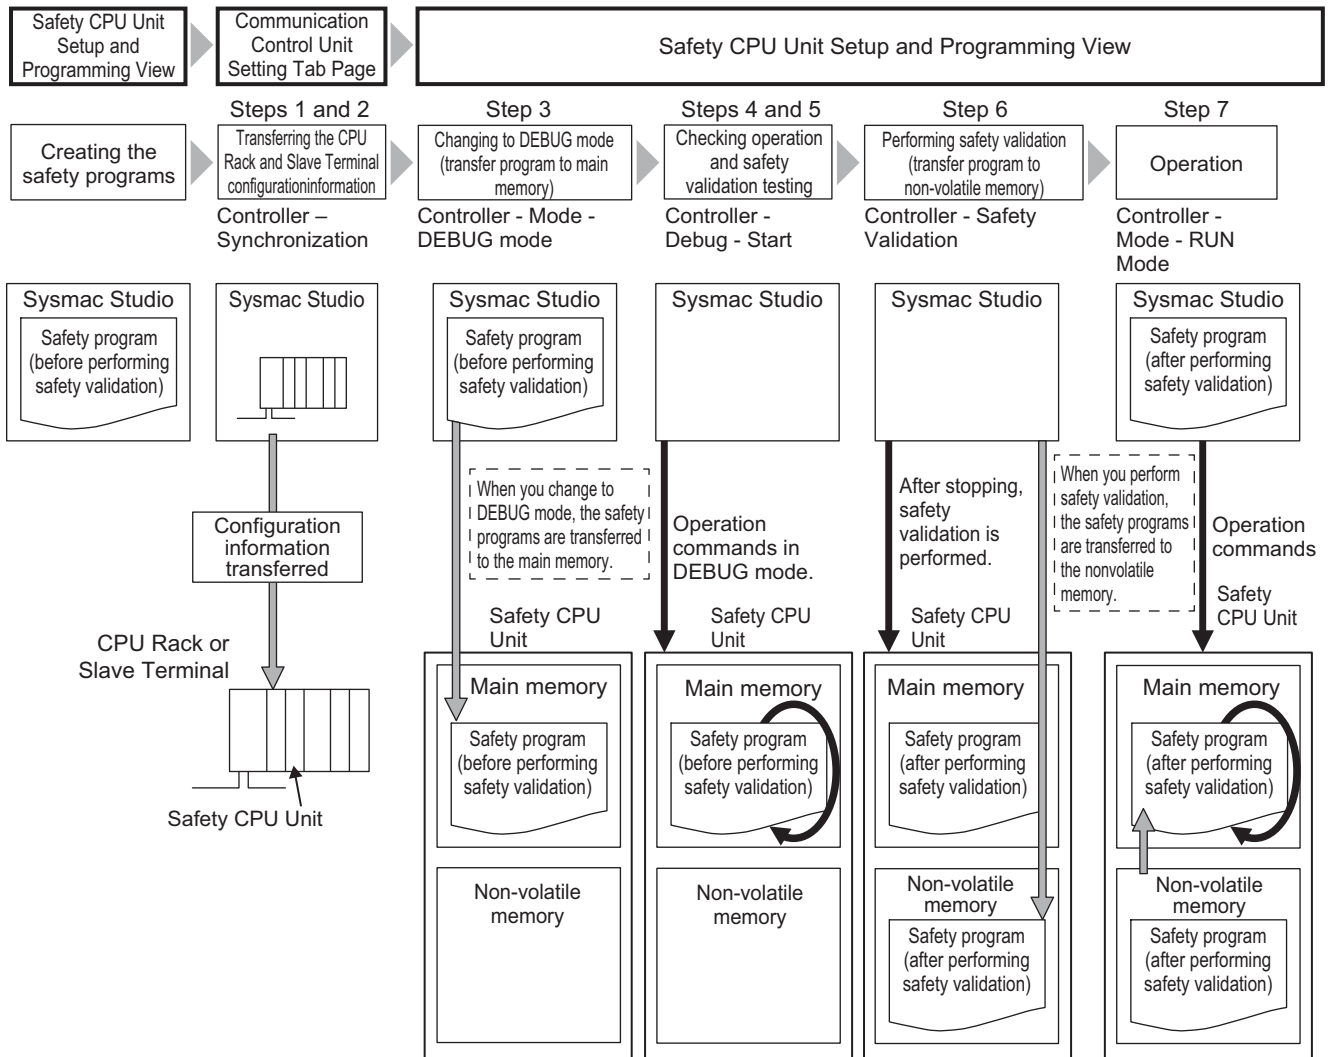 Safety CPU Unit
Setup and
Programming View
Communication
Control Unit
Setting Tab Page
Safety CPU Unit Setup and Programming View
Creating the
safety programs
Steps 1 and 2
Transferring the CPU
Rack and Slave Terminal
configurationinformation
Controller –
Synchronization
Step 3
Changing to DEBUG mode
(transfer program to main
memory)
Controller - Mode -
DEBUG mode
Steps 4 and 5
Checking operation
and safety
validation testing
Controller -
Debug - Start
Step 6
Performing safety validation
(transfer program to
non-volatile memory)
Controller - Safety
Validation
Step 7
Operation
Controller -
Mode - RUN
Mode
Sysmac Studio
Safety program
(before performing
safety validation)
Sysmac Studio
Configuration
information
transferred
CPU Rack or
Slave Terminal
Safety CPU Unit
Sysmac Studio
Safety program
(before performing
safety validation)
When you change to
DEBUG mode, the safety
programs are transferred
to the main memory.
Safety CPU
Unit
Main memory
Safety program
(before performing
safety validation)
Non-volatile
memory
Sysmac Studio
Operation
commands in
DEBUG mode.
Safety CPU
Unit
Main memory
Safety program
(before performing
safety validation)
Non-volatile
memory
Sysmac Studio
After stopping,
safety
validation is
performed.
When you perform
safety validation,
the safety programs
are transferred to
the nonvolatile
memory.
Safety CPU
Unit
Main memory
Safety program
(after performing
safety validation)
Non-volatile
memory
Safety program
(after performing
safety validation)
Sysmac Studio
Safety program
(after performing
safety validation)
Operation
commands
Safety
CPU Unit
Main memory
Safety program
(after performing
safety validation)
Non-volatile
memory
Safety program
(after performing
safety validation)